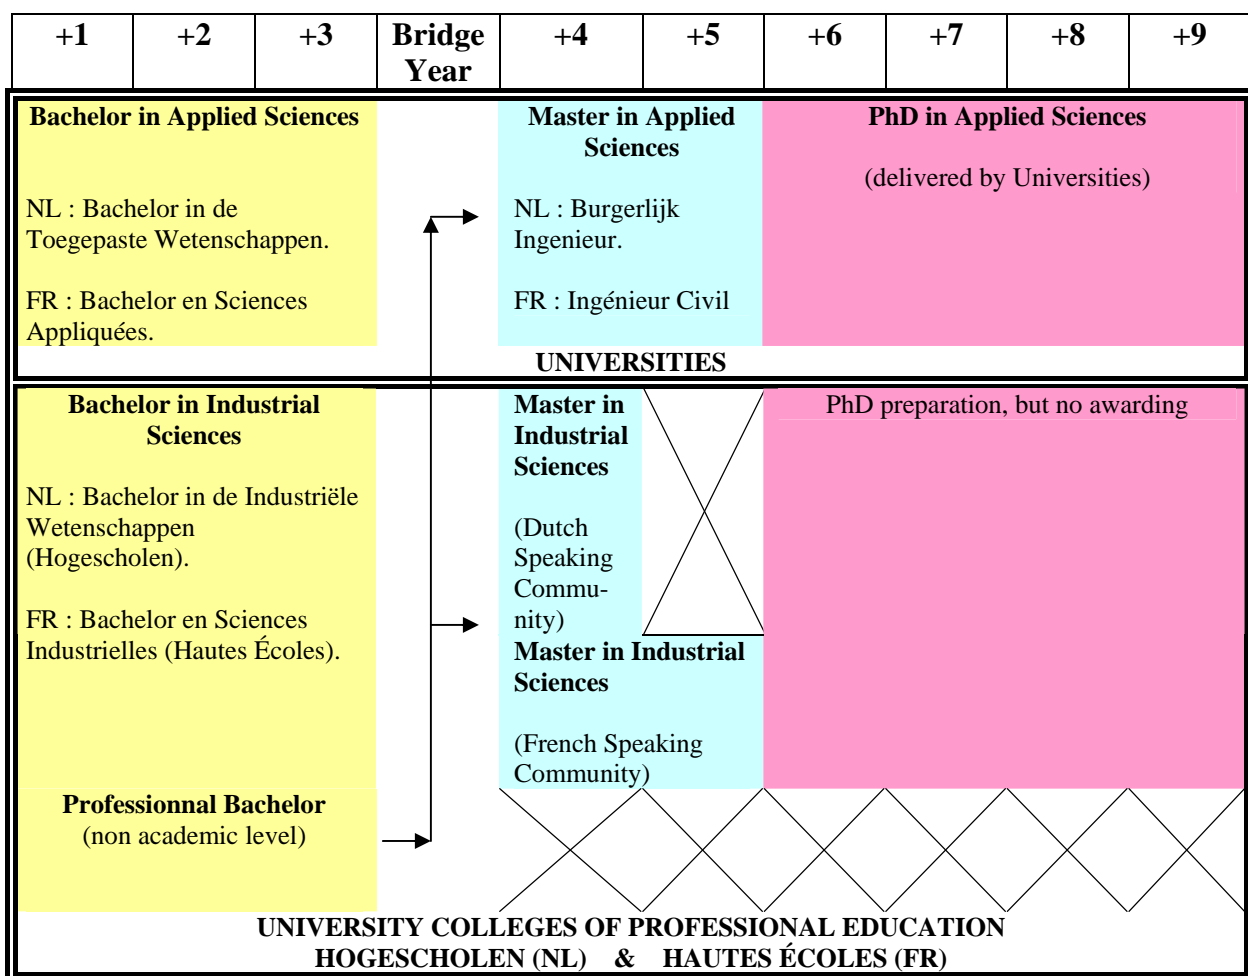 +1 +2 +3 Bridge Year +4 +5 +6 +7 +8 +9
Bachelor in Applied Sciences
NL : Bachelor in de
Toegepaste Wetenschappen.
FR : Bachelor en Sciences
Appliquées.
Master in Applied
Sciences
NL : Burgerlijk
Ingenieur.
FR : Ingénieur Civil
PhD in Applied Sciences
(delivered by Universities)
UNIVERSITIES
Bachelor in Industrial
Sciences
NL : Bachelor in de Industriële
Wetenschappen
(Hogescholen).
FR : Bachelor en Sciences
Industrielles (Hautes Écoles).
Master in
Industrial
Sciences
(Dutch
Speaking
Commu-
nity)
Master in Industrial
Sciences
(French Speaking
Community)
PhD preparation, but no awarding
Professionnal Bachelor
(non academic level)
UNIVERSITY COLLEGES OF PROFESSIONAL EDUCATION
HOGESCHOLEN (NL) & HAUTES ÉCOLES (FR)